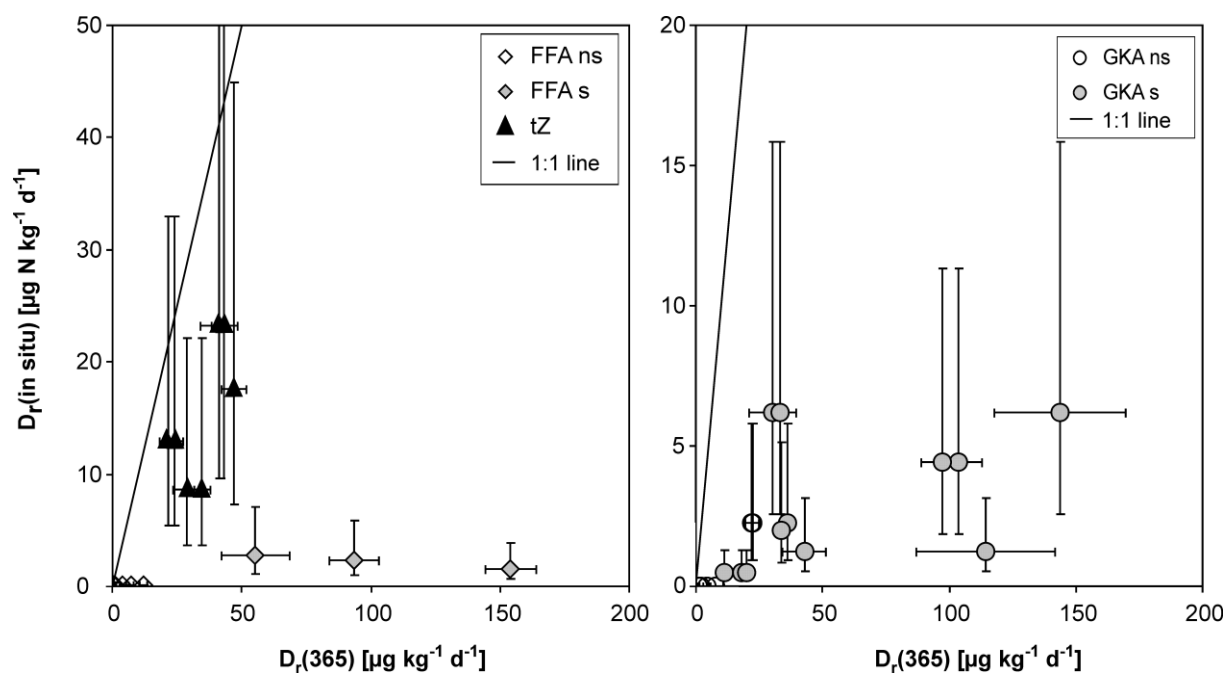 D_r(in situ) [µg N kg⁻¹ d⁻¹]
50
40
30
20
10
0
0
50
100
150
200
D_r(365) [µg kg⁻¹ d⁻¹]
FFA ns
FFA s
tZ
1:1 line
20
15
10
5
0
0
50
100
150
200
D_r(365) [µg kg⁻¹ d⁻¹]
GKA ns
GKA s
1:1 line